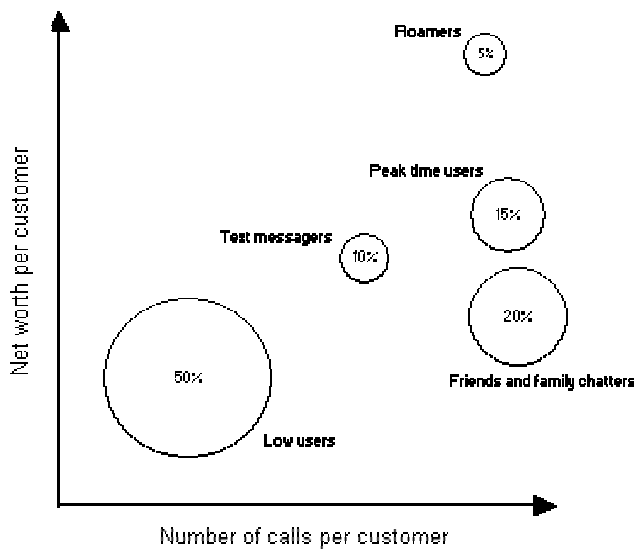 Roamers
5%
Peak time users
15%
Test messagers
10%
20%
Friends and family chatters
50%
Low users
Net worth per customer
Number of calls per customer